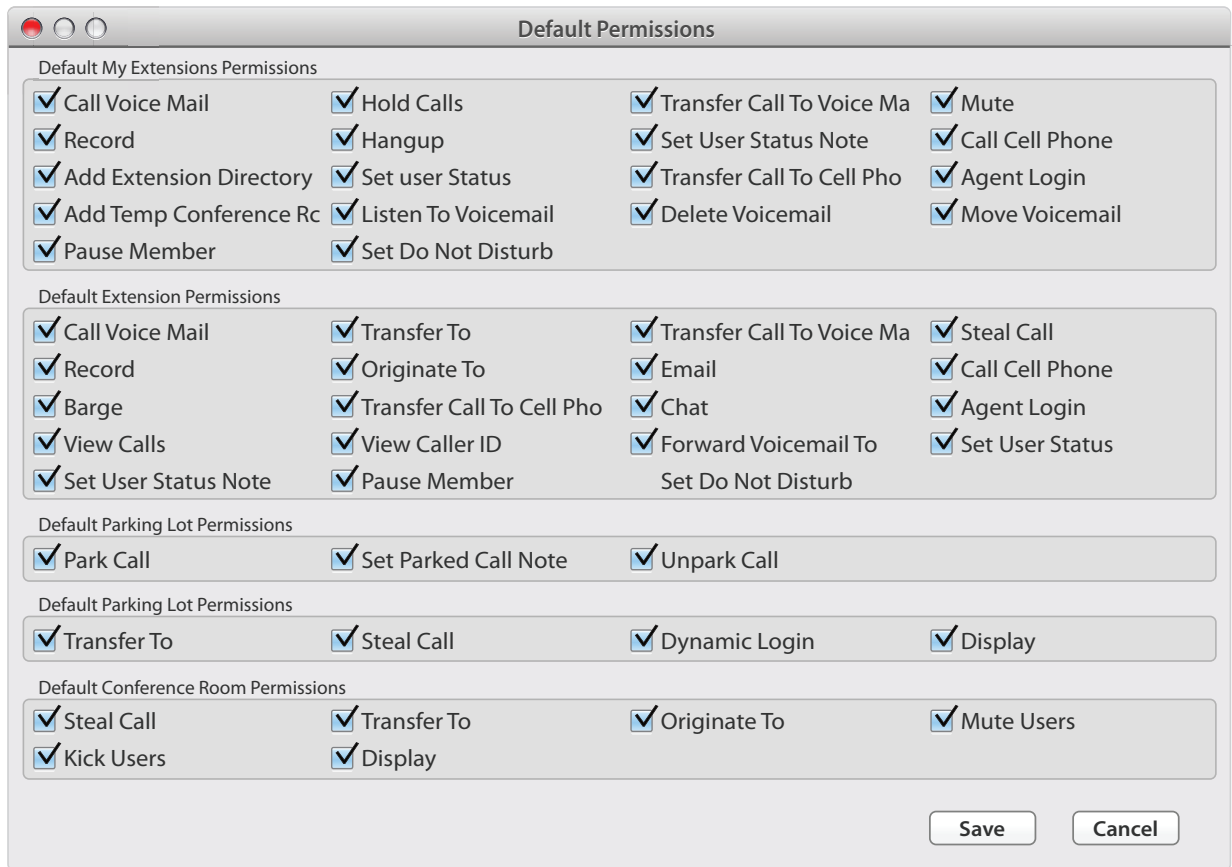 Default Permissions
Default My Extensions Permissions
Call Voice Mail Hold Calls Transfer Call To Voice Ma Mute
Record Hangup Set User Status Note Call Cell Phone
Add Extension Directory Set user Status Transfer Call To Cell Pho Agent Login
Add Temp Conference Rc Listen To Voicemail Delete Voicemail Move Voicemail
Pause Member Set Do Not Disturb
Default Extension Permissions
Call Voice Mail Transfer To Transfer Call To Voice Ma Steal Call
Record Originate To Email Call Cell Phone
Barge Transfer Call To Cell Pho Chat Agent Login
View Calls View Caller ID Forward Voicemail To Set User Status
Set User Status Note Pause Member Set Do Not Disturb
Default Parking Lot Permissions
Park Call Set Parked Call Note Unpark Call
Default Parking Lot Permissions
Transfer To Steal Call Dynamic Login Display
Default Conference Room Permissions
Steal Call Transfer To Originate To Mute Users
Kick Users Display
Save Cancel